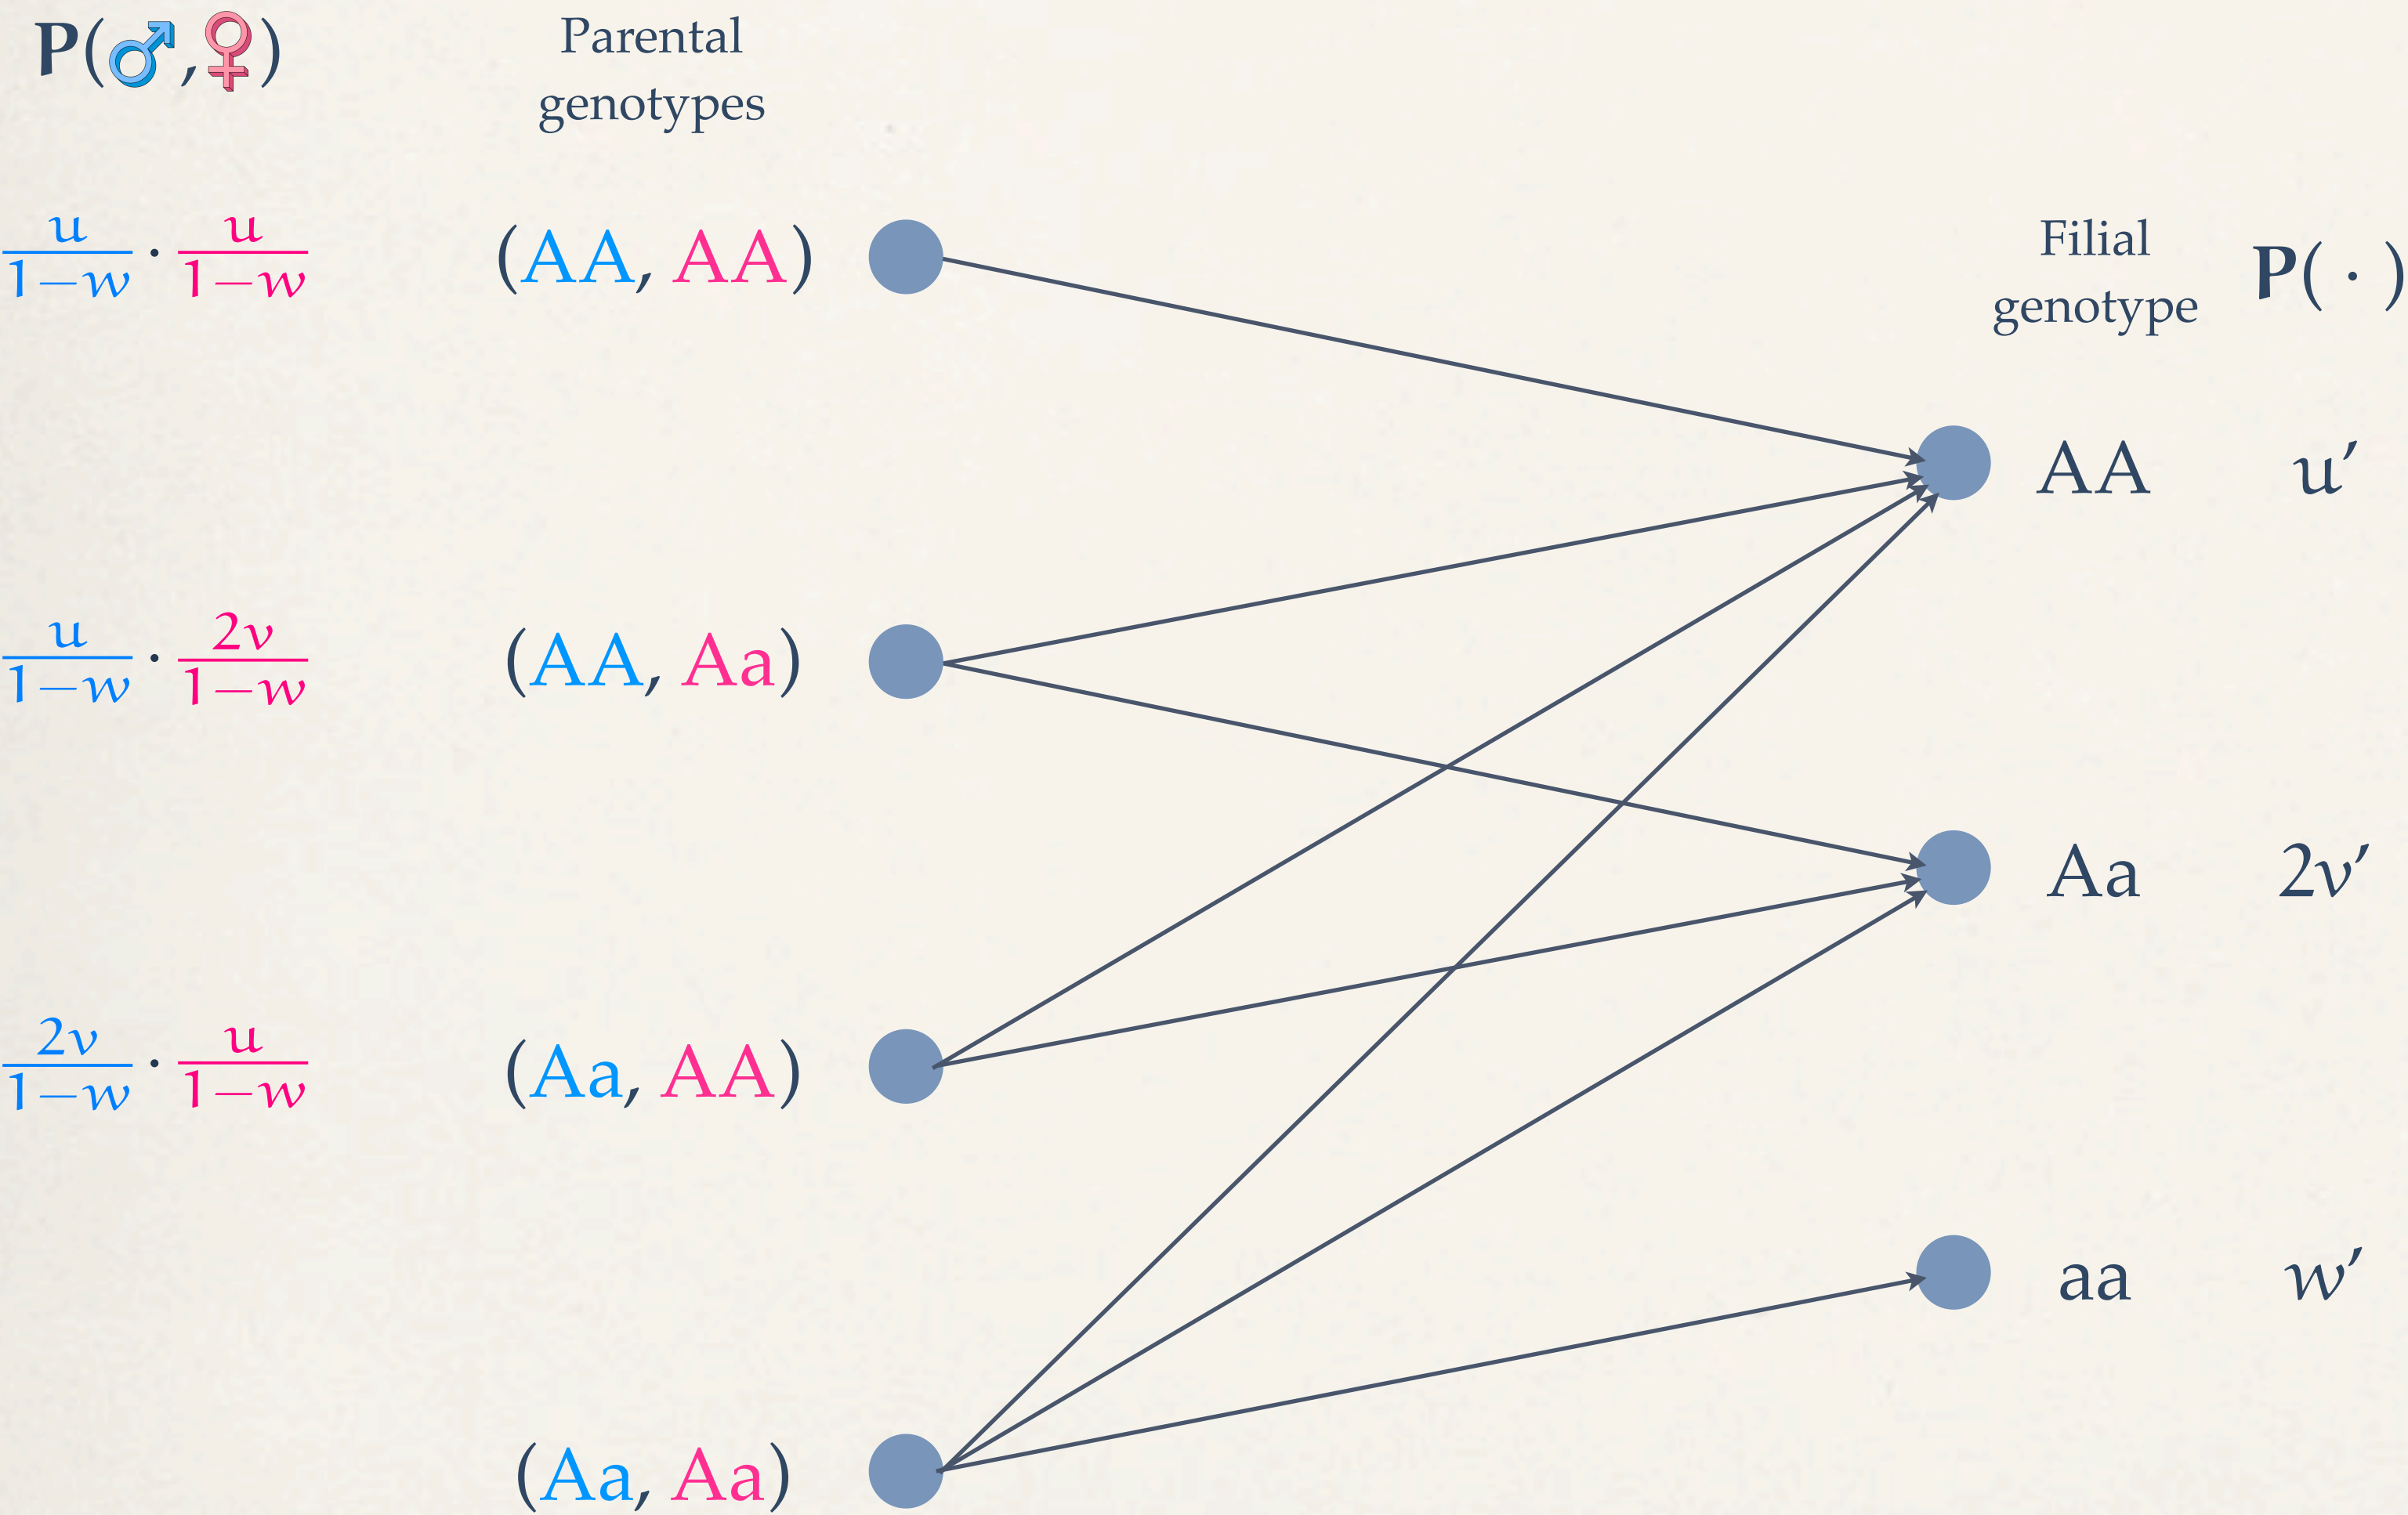 P(♂,♀)
Parental
genotypes
u/(1−w) · u/(1−w)
(AA, AA)
Filial
genotype
P( · )
AA
u′
u/(1−w) · 2v/(1−w)
(AA, Aa)
Aa
2v′
2v/(1−w) · u/(1−w)
(Aa, AA)
aa
w′
(Aa, Aa)